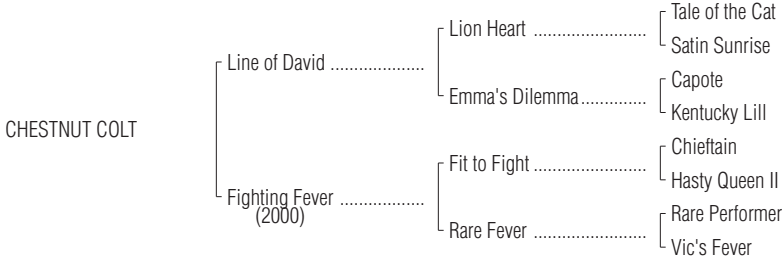 Tale of the Cat
Lion Heart ........................
Satin Sunrise
Line of David ....................
Capote
Emma's Dilemma..............
Kentucky Lill
CHESTNUT COLT
Chieftain
Fit to Fight ........................
Hasty Queen II
Fighting Fever ..................
(2000)
Rare Performer
Rare Fever ........................
Vic's Fever